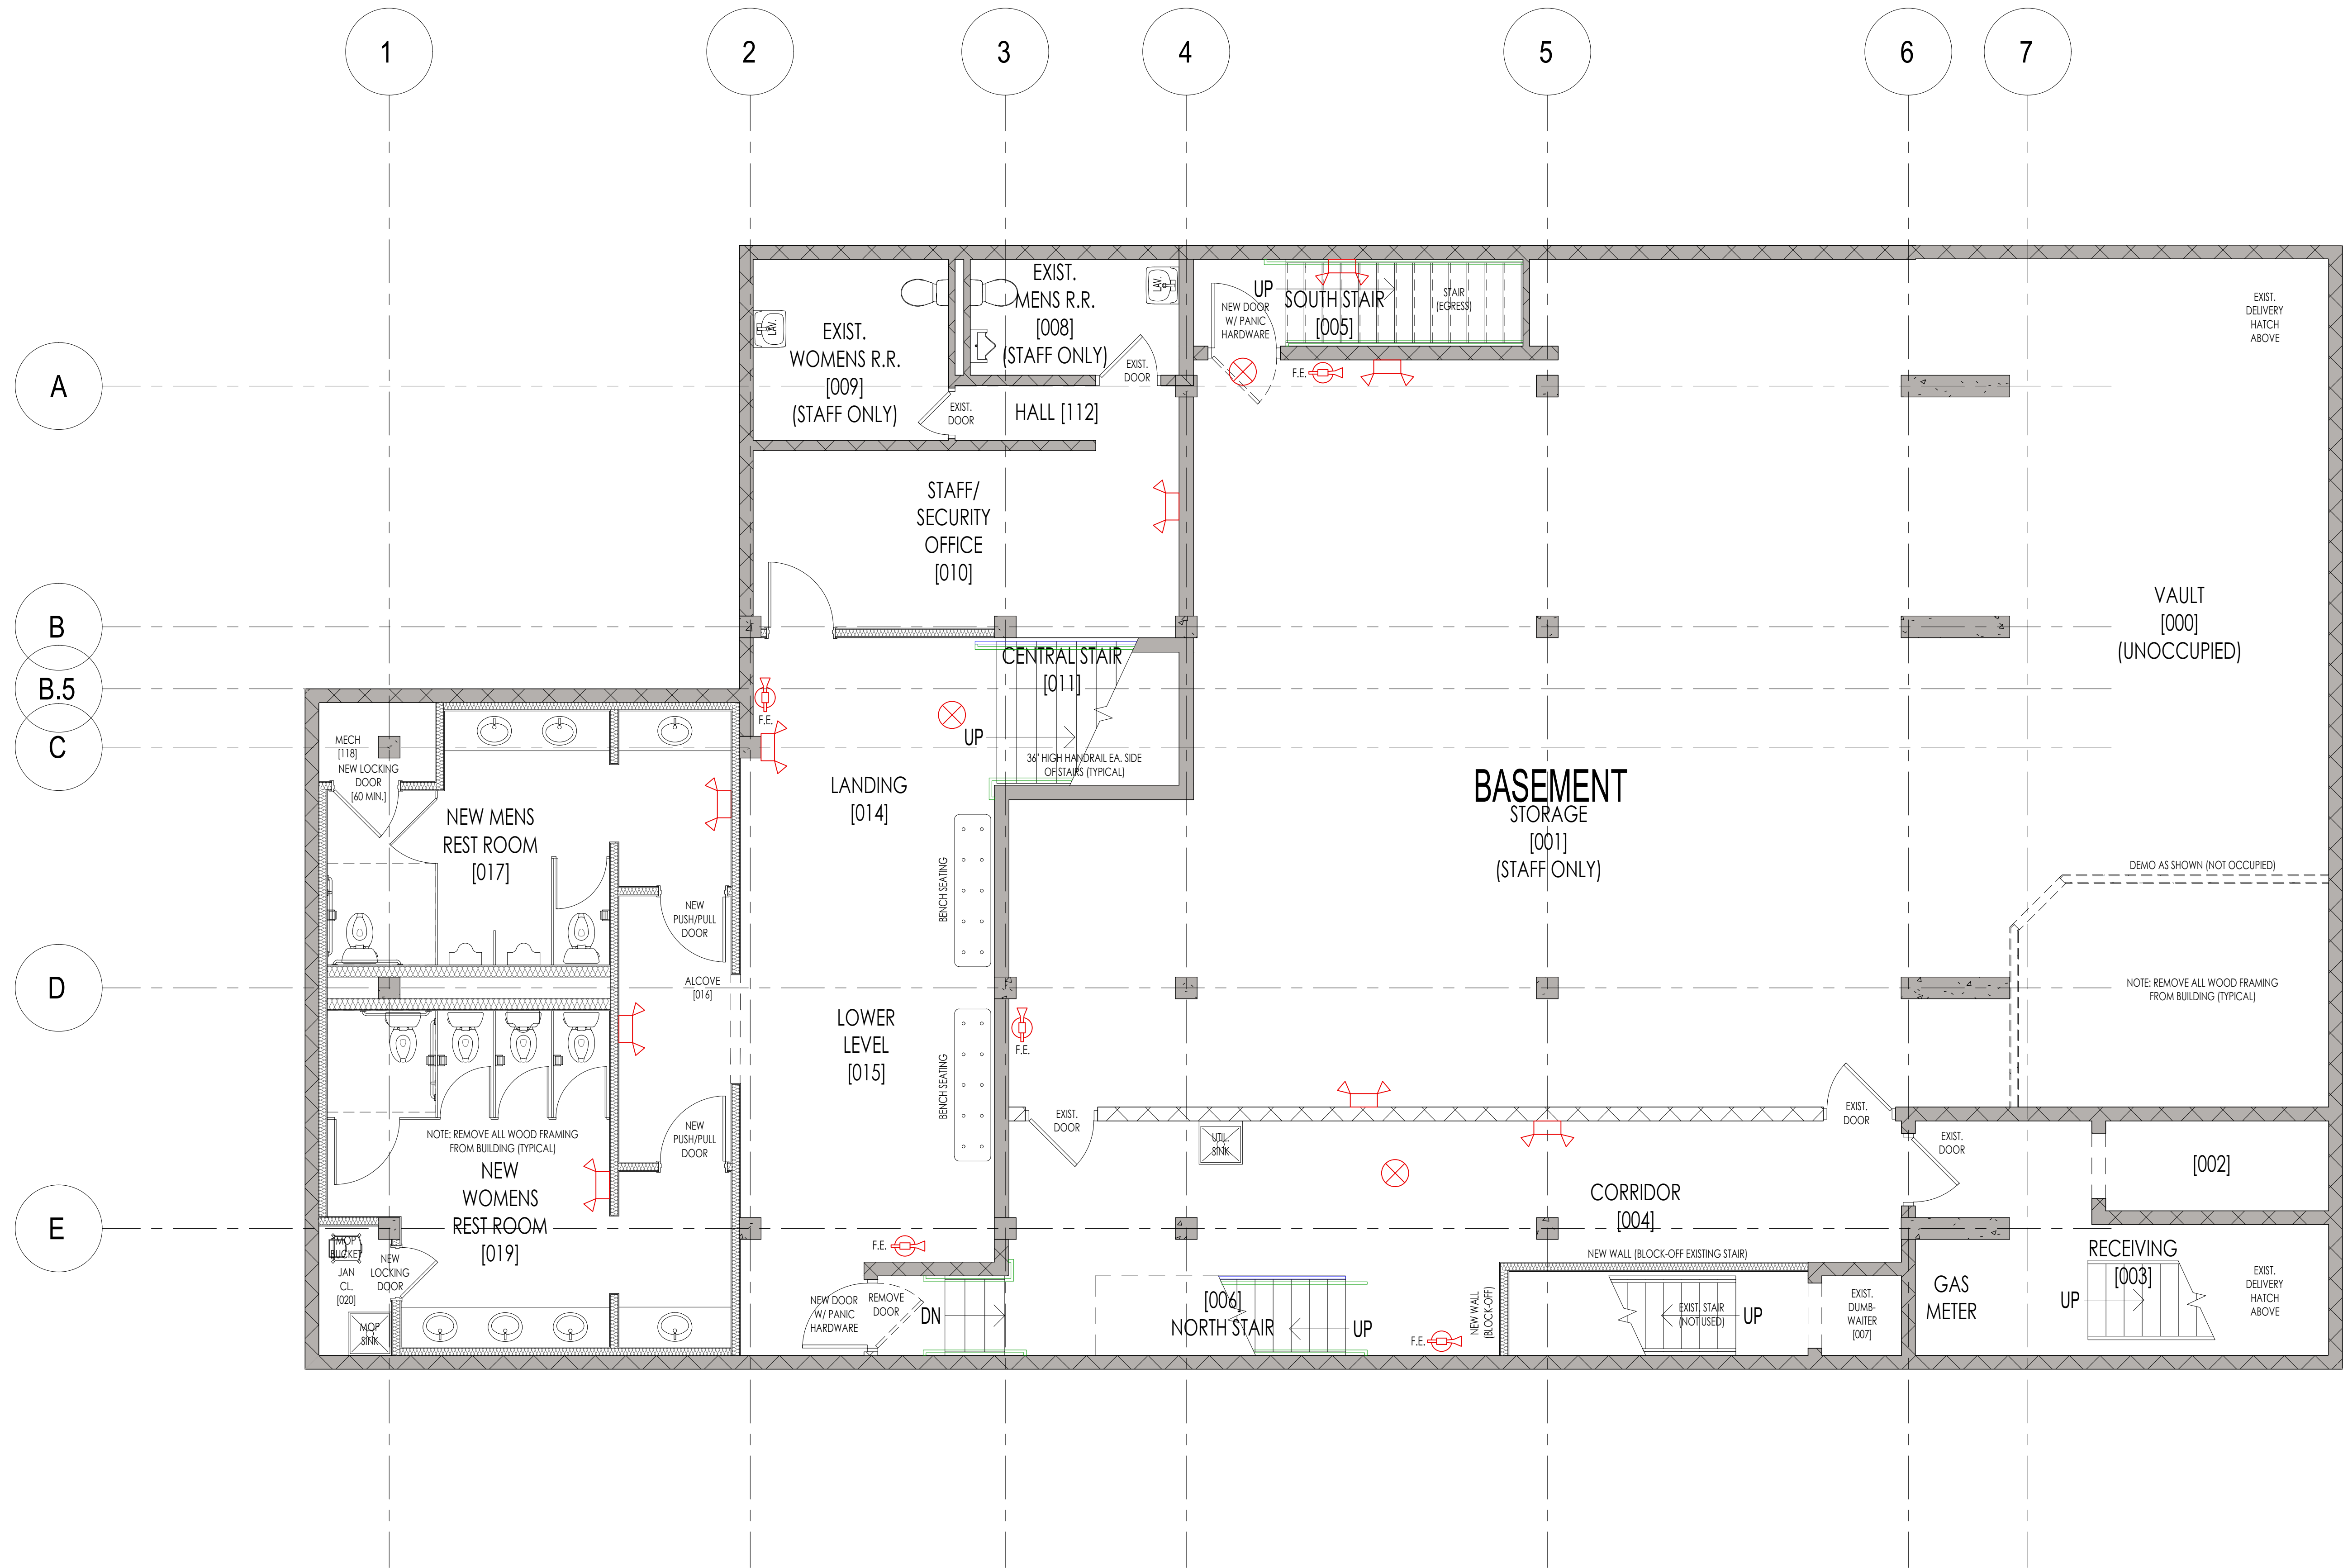 1
2
3
4
5
6
7
A
B
B.5
C
D
E
EXIST.
WOMENS R.R.
[009]
(STAFF ONLY)
LAV.
EXIST.
MENS R.R.
[008]
(STAFF ONLY)
LAV.
EXIST.
DOOR
EXIST.
DOOR
HALL [112]
UP
NEW DOOR
W/ PANIC
HARDWARE
SOUTH STAIR
[005]
STAIR
(EGRESS)
F.E.
EXIST.
DELIVERY
HATCH
ABOVE
STAFF/
SECURITY
OFFICE
[010]
VAULT
[000]
(UNOCCUPIED)
CENTRAL STAIR
[011]
UP
36" HIGH HANDRAIL EA. SIDE
OF STAIRS (TYPICAL)
F.E.
MECH
[118]
NEW LOCKING
DOOR
[60 MIN.]
NEW MENS
REST ROOM
[017]
LANDING
[014]
BASEMENT
STORAGE
[001]
(STAFF ONLY)
BENCH SEATING
DEMO AS SHOWN (NOT OCCUPIED)
NEW
PUSH/PULL
DOOR
ALCOVE
[016]
NOTE: REMOVE ALL WOOD FRAMING
FROM BUILDING (TYPICAL)
LOWER
LEVEL
[015]
BENCH SEATING
F.E.
NEW
PUSH/PULL
DOOR
NOTE: REMOVE ALL WOOD FRAMING
FROM BUILDING (TYPICAL)
NEW
WOMENS
REST ROOM
[019]
EXIST.
DOOR
UTIL.
SINK
EXIST.
DOOR
EXIST.
DOOR
[002]
CORRIDOR
[004]
MOP
BUCKET
JAN
CL.
[020]
NEW
LOCKING
DOOR
MOP
SINK
F.E.
NEW DOOR
W/ PANIC
HARDWARE
REMOVE
DOOR
DN
[006]
NORTH STAIR
UP
F.E.
NEW WALL
(BLOCK-OFF)
NEW WALL (BLOCK-OFF EXISTING STAIR)
EXIST. STAIR
(NOT USED)
UP
EXIST.
DUMB-
WAITER
[007]
GAS
METER
RECEIVING
[003]
UP
EXIST.
DELIVERY
HATCH
ABOVE